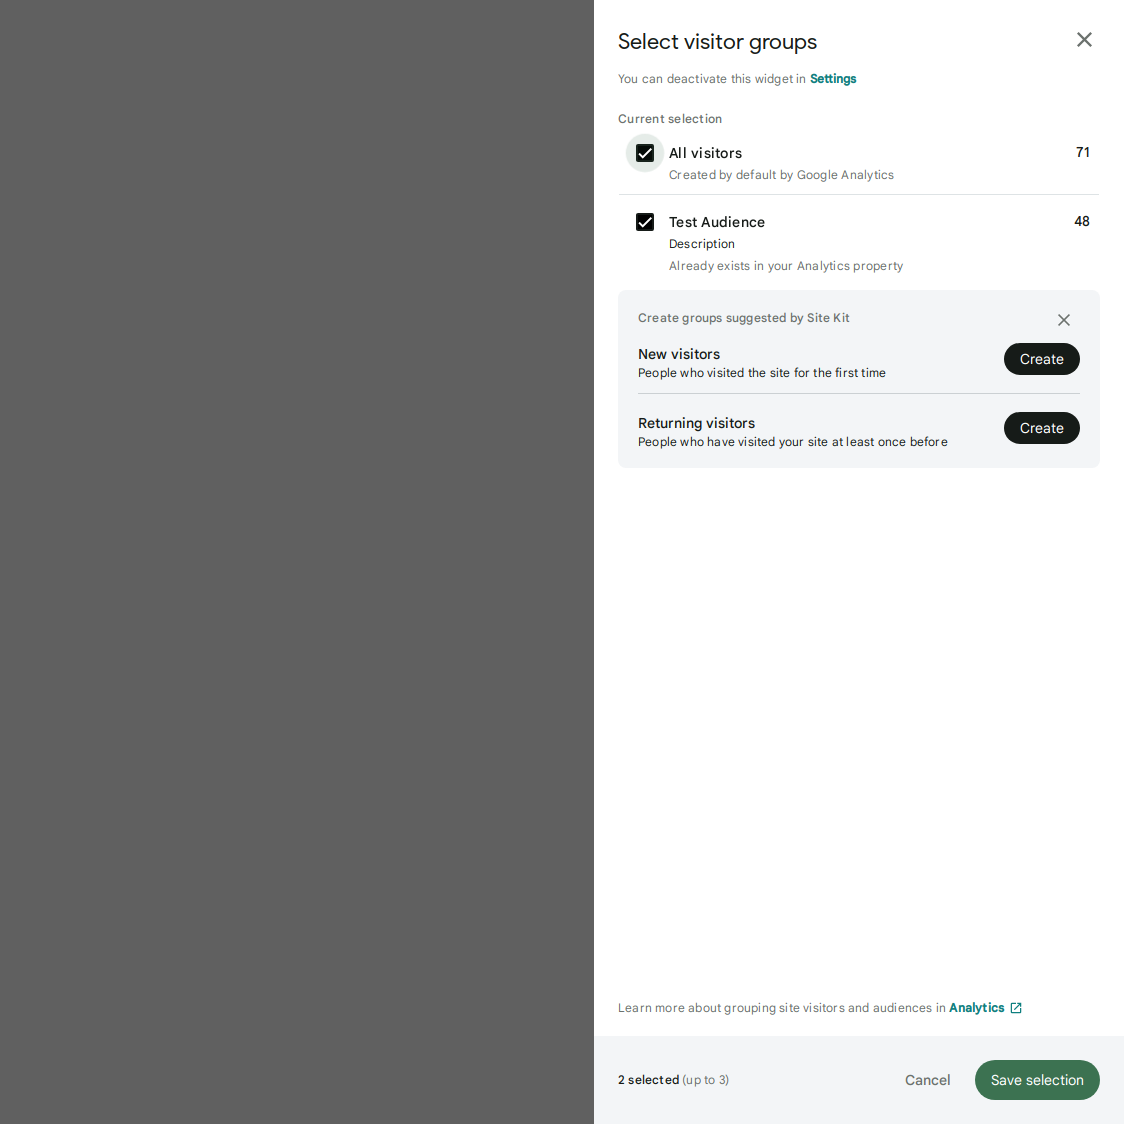 Select visitor groups
You can deactivate this widget in Settings
Current selection
All visitors 71
Created by default by Google Analytics
Test Audience 48
Description
Already exists in your Analytics property
Create groups suggested by Site Kit
New visitors
People who visited the site for the first time
Create
Returning visitors
People who have visited your site at least once before
Create
Learn more about grouping site visitors and audiences in Analytics
2 selected (up to 3) Cancel Save selection